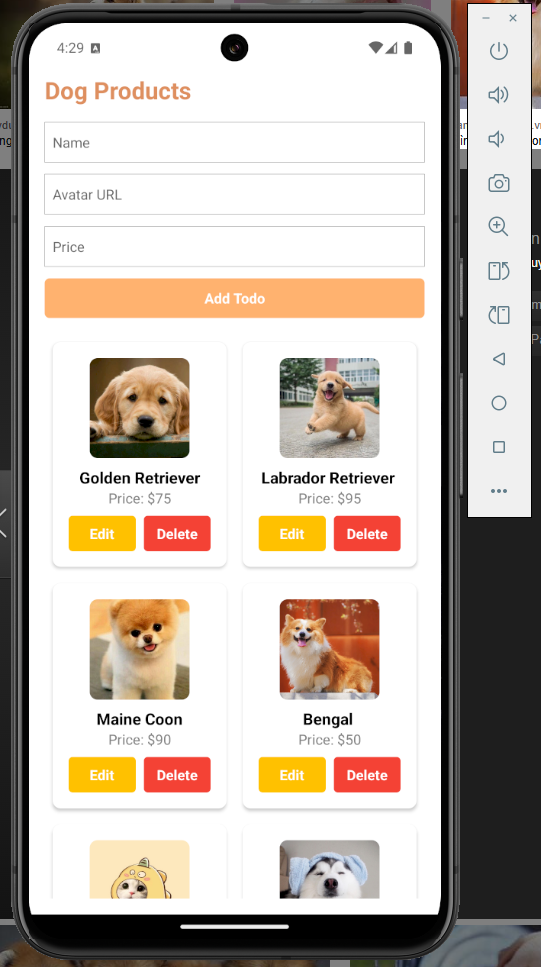 4:29
Dog Products
Name
Avatar URL
Price
Add Todo
Golden Retriever
Price: $75
Edit
Delete
Labrador Retriever
Price: $95
Edit
Delete
Maine Coon
Price: $90
Edit
Delete
Bengal
Price: $50
Edit
Delete